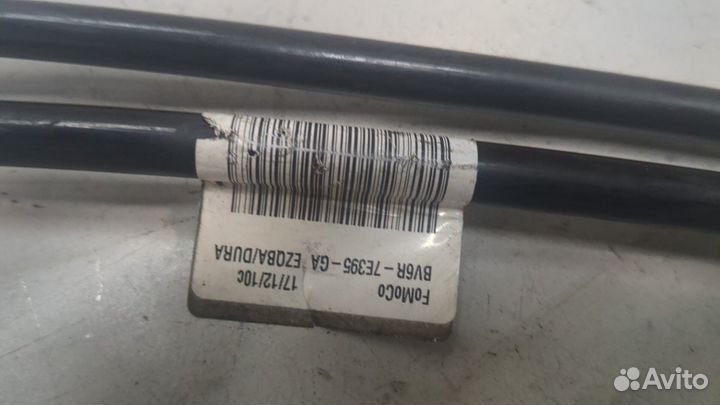 FoMoCo
BV6R-7E395-GA EZQBA/DURA
17/12/10c
Avito